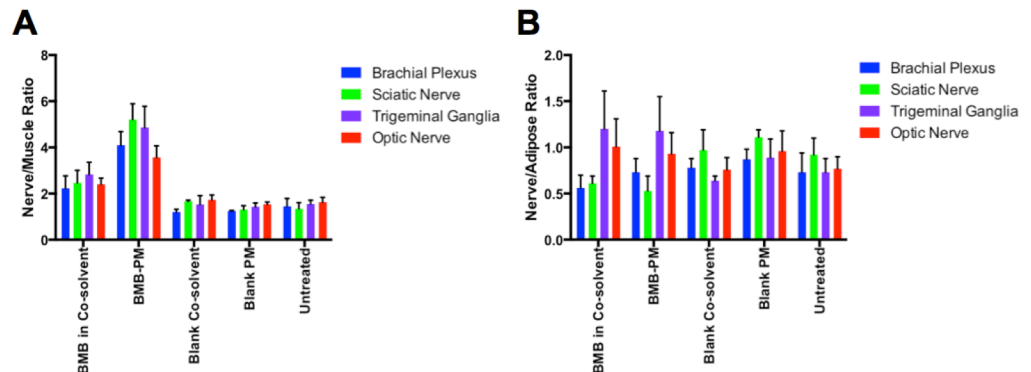 A
Nerve/Muscle Ratio
8
6
4
2
0
BMB in Co-solvent
BMB-PM
Blank Co-solvent
Blank PM
Untreated
Brachial Plexus
Sciatic Nerve
Trigeminal Ganglia
Optic Nerve
B
Nerve/Adipose Ratio
2.0
1.5
1.0
0.5
0.0
BMB in Co-solvent
BMB-PM
Blank Co-solvent
Blank PM
Untreated
Brachial Plexus
Sciatic Nerve
Trigeminal Ganglia
Optic Nerve